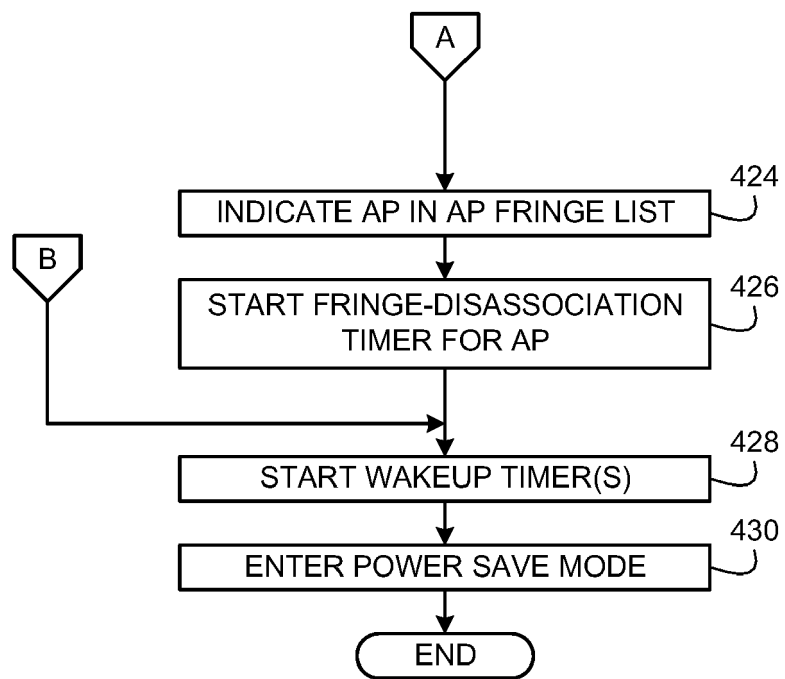 A
424
INDICATE AP IN AP FRINGE LIST
B
426
START FRINGE-DISASSOCIATION
TIMER FOR AP
428
START WAKEUP TIMER(S)
430
ENTER POWER SAVE MODE
END